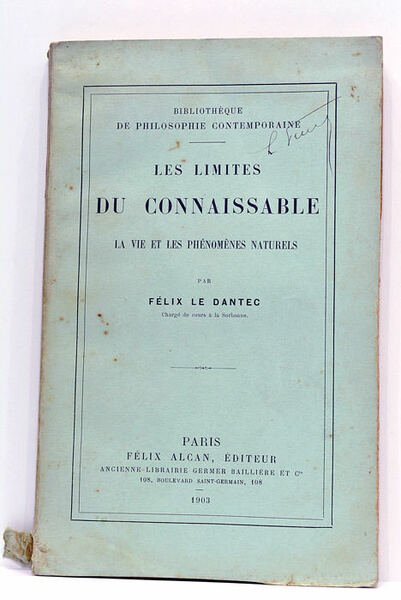 BIBLIOTHÈQUE
DE PHILOSOPHIE CONTEMPORAINE
LES LIMITES
DU CONNAISSABLE
LA VIE ET LES PHÉNOMÈNES NATURELS
PAR
FÉLIX LE DANTEC
Chargé de cours à la Sorbonne.
PARIS
FÉLIX ALCAN, ÉDITEUR
ANCIENNE LIBRAIRIE GERMER BAILLIÈRE ET Cie
108, BOULEVARD SAINT-GERMAIN, 108
1903